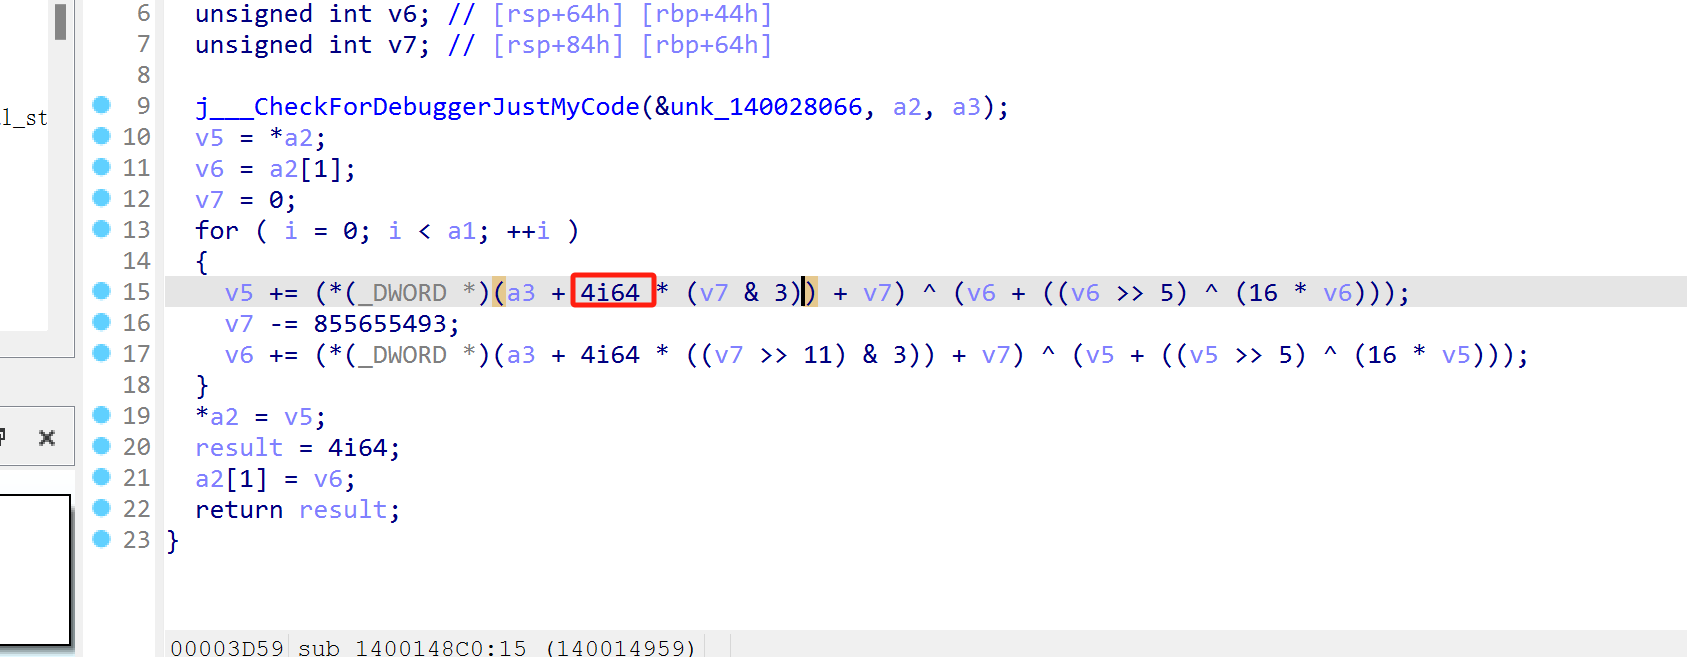 6 unsigned int v6; // [rsp+64h] [rbp+44h]
7 unsigned int v7; // [rsp+84h] [rbp+64h]
8
l_st
9 j___CheckForDebuggerJustMyCode(&unk_140028066, a2, a3);
10 v5 = *a2;
11 v6 = a2[1];
12 v7 = 0;
13 for ( i = 0; i < a1; ++i )
14 {
15 v5 += (*(_DWORD *)(a3 + 4i64 * (v7 & 3)) + v7) ^ (v6 + ((v6 >> 5) ^ (16 * v6)));
16 v7 -= 855655493;
17 v6 += (*(_DWORD *)(a3 + 4i64 * ((v7 >> 11) & 3)) + v7) ^ (v5 + ((v5 >> 5) ^ (16 * v5)));
18 }
19 *a2 = v5;
20 result = 4i64;
21 a2[1] = v6;
22 return result;
23 }
00003D59 sub_1400148C0:15 (140014959)